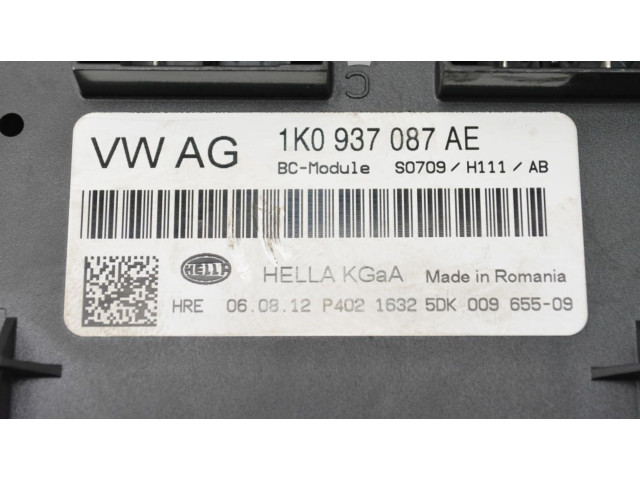 C
VW AG 1K0 937 087 AE
BC-Module S0709 / H111 / AB
HELLA HELLA KGaA Made in Romania
HRE 06.08.12 P402 1632 5DK 009 655-09